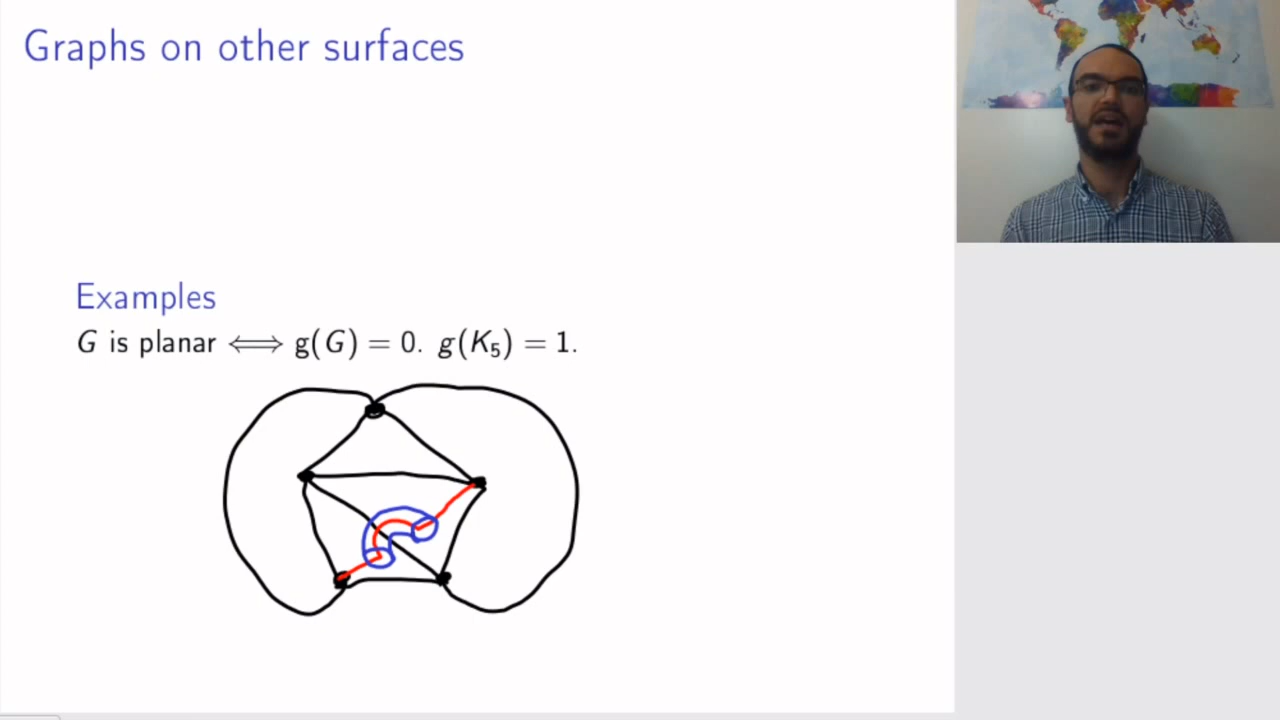 Graphs on other surfaces
Examples
G is planar ⟺ g(G) = 0. g(K₅) = 1.